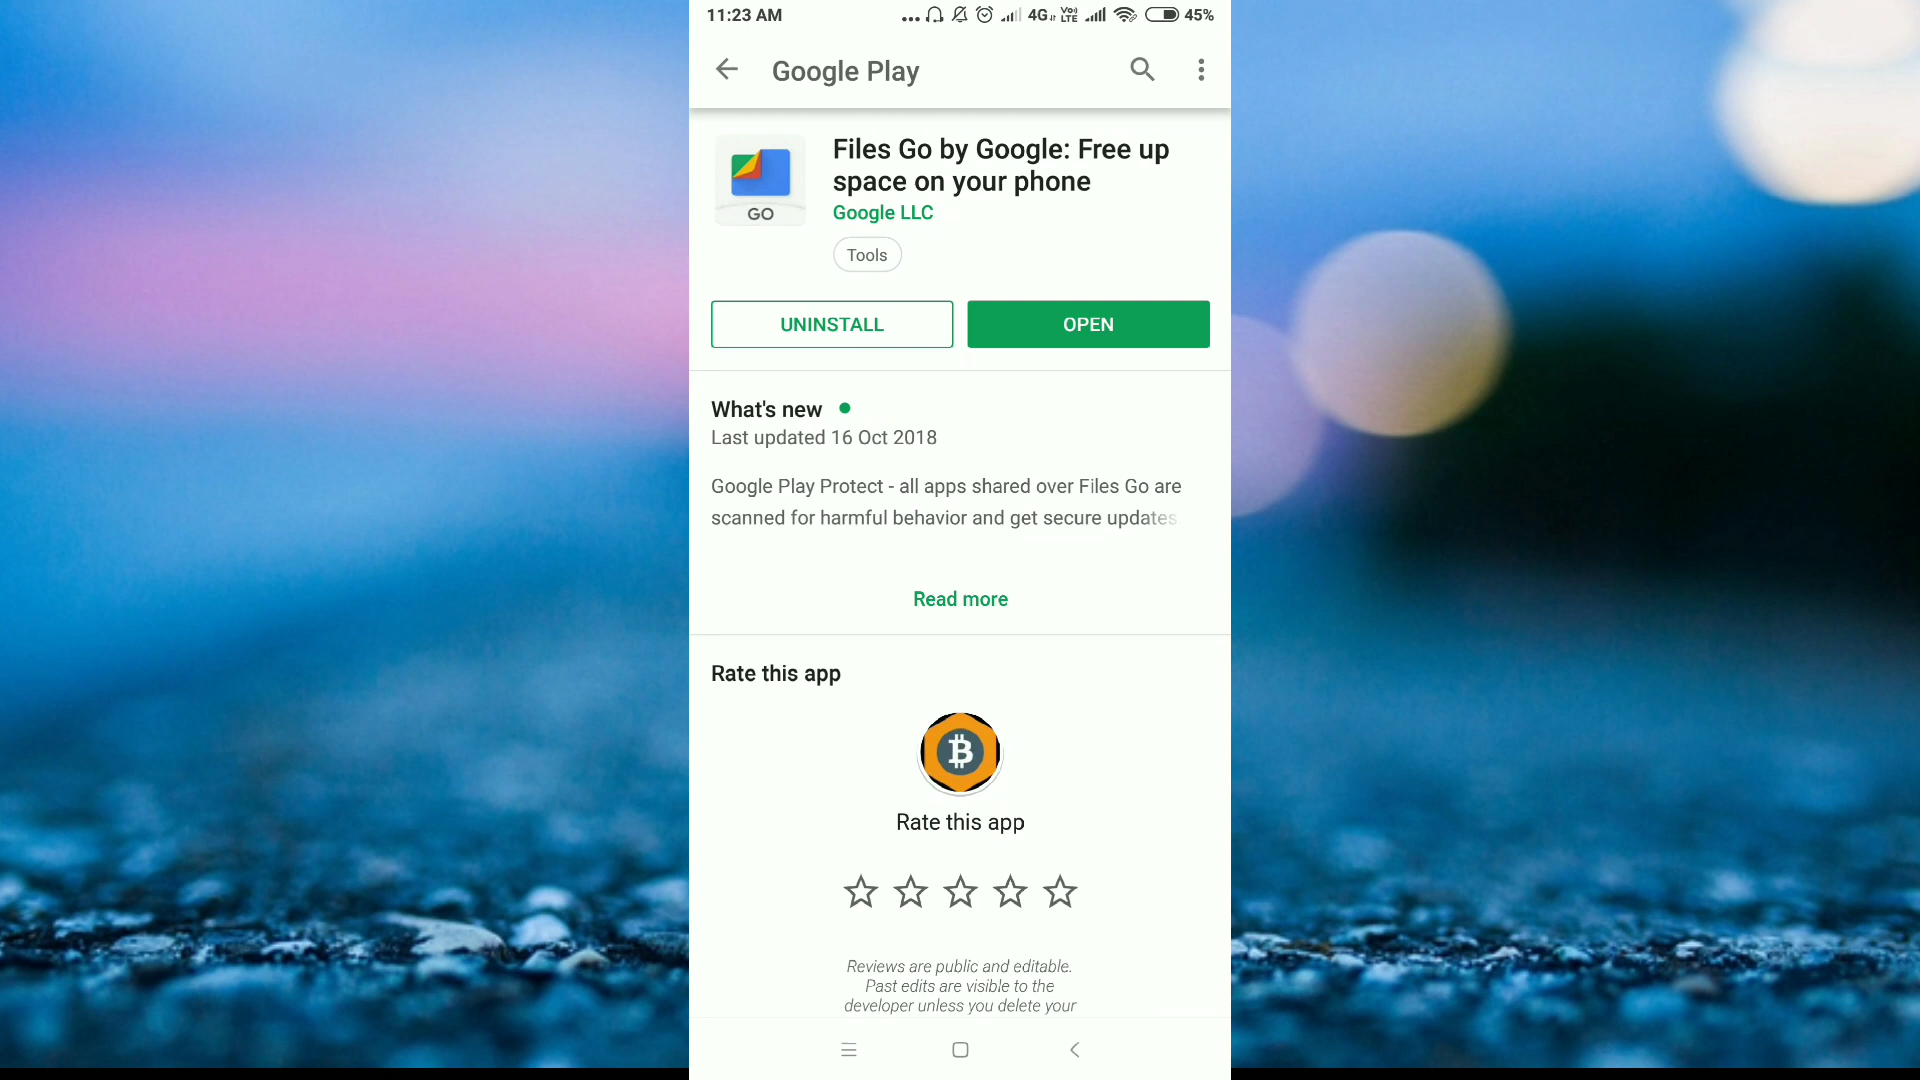 11:23 AM
4G VoLTE 45%
Google Play
Files Go by Google: Free up
space on your phone
GO
Google LLC
Tools
UNINSTALL OPEN
What's new
Last updated 16 Oct 2018
Google Play Protect - all apps shared over Files Go are
scanned for harmful behavior and get secure updates
Read more
Rate this app
Rate this app
Reviews are public and editable.
Past edits are visible to the
developer unless you delete your